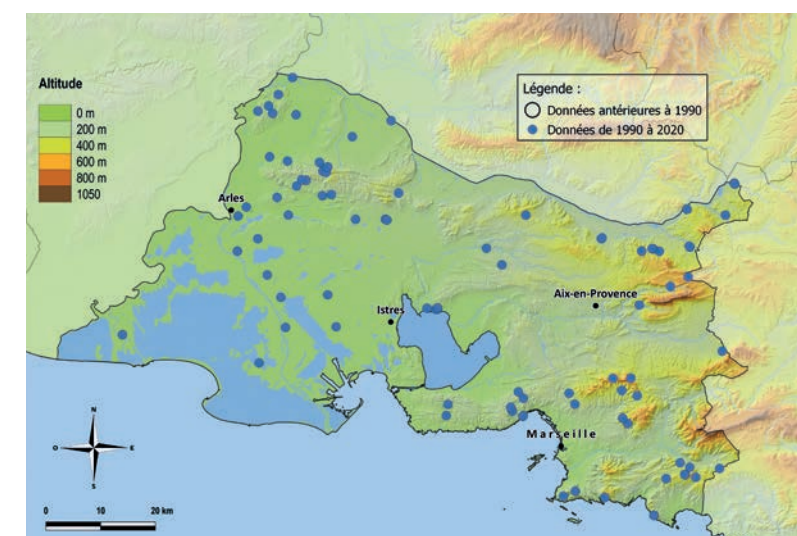 Altitude
0 m
200 m
400 m
600 m
800 m
1050
Légende :
Données antérieures à 1990
Données de 1990 à 2020
Arles
Istres
Aix-en-Provence
Marseille
N
O
E
S
0
10
20 km